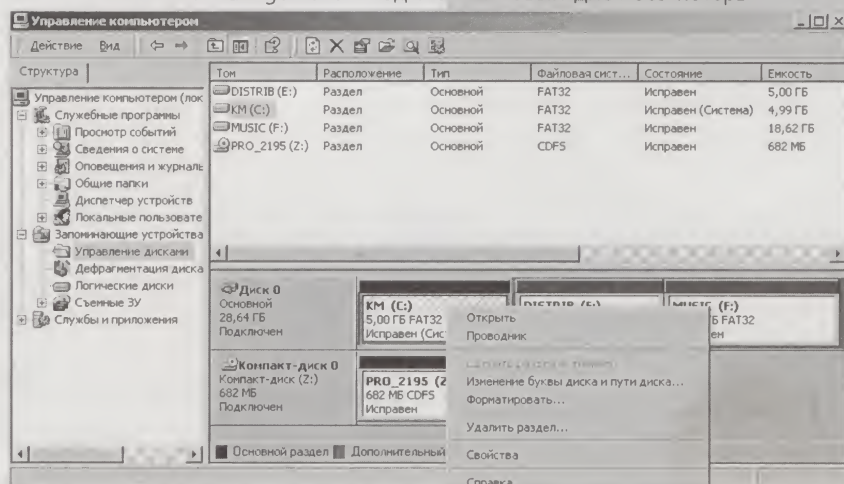 Управление компьютером
Действие Вид
Структура
Управление компьютером (лок
Служебные программы
Просмотр событий
Сведения о системе
Оповещения и журналь
Общие папки
Диспетчер устройств
Локальные пользовате
Запоминающие устройства
Управление дисками
Дефрагментация диска
Логические диски
Съемные ЗУ
Службы и приложения
Том Расположение Тип Файловая сист... Состояние Емкость
DISTRIB (E:) Раздел Основной FAT32 Исправен 5,00 ГБ
KM (C:) Раздел Основной FAT32 Исправен (Система) 4,99 ГБ
MUSIC (F:) Раздел Основной FAT32 Исправен 18,62 ГБ
PRO_2195 (Z:) Раздел Основной CDFS Исправен 682 МБ
Диск 0
Основной
28,64 ГБ
Подключен
KM (C:)
5,00 ГБ FAT32
Исправен (Сис
DISTRIB (E:)
MUSIC (F:)
Б FAT32
ен
Компакт-диск 0
Компакт-диск (Z:)
682 МБ
Подключен
PRO_2195 (Z
682 МБ CDFS
Исправен
Открыть
Проводник
Изменение буквы диска и пути диска...
Форматировать...
Удалить раздел...
Свойства
Справка
Основной раздел Дополнительный